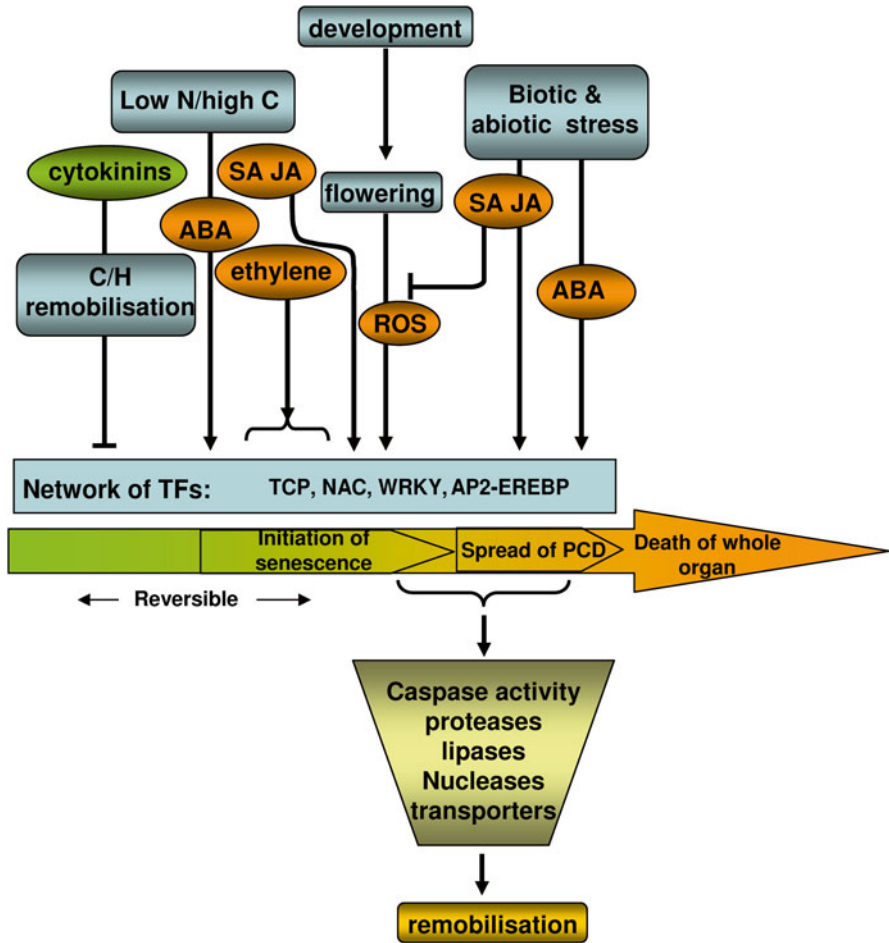 development
Low N/high C
Biotic &
abiotic stress
cytokinins
SA JA
flowering
SA JA
ABA
ethylene
C/H
remobilisation
ABA
ROS
Network of TFs: TCP, NAC, WRKY, AP2-EREBP
Initiation of
senescence
Spread of PCD
Death of whole
organ
Reversible
Caspase activity
proteases
lipases
Nucleases
transporters
remobilisation